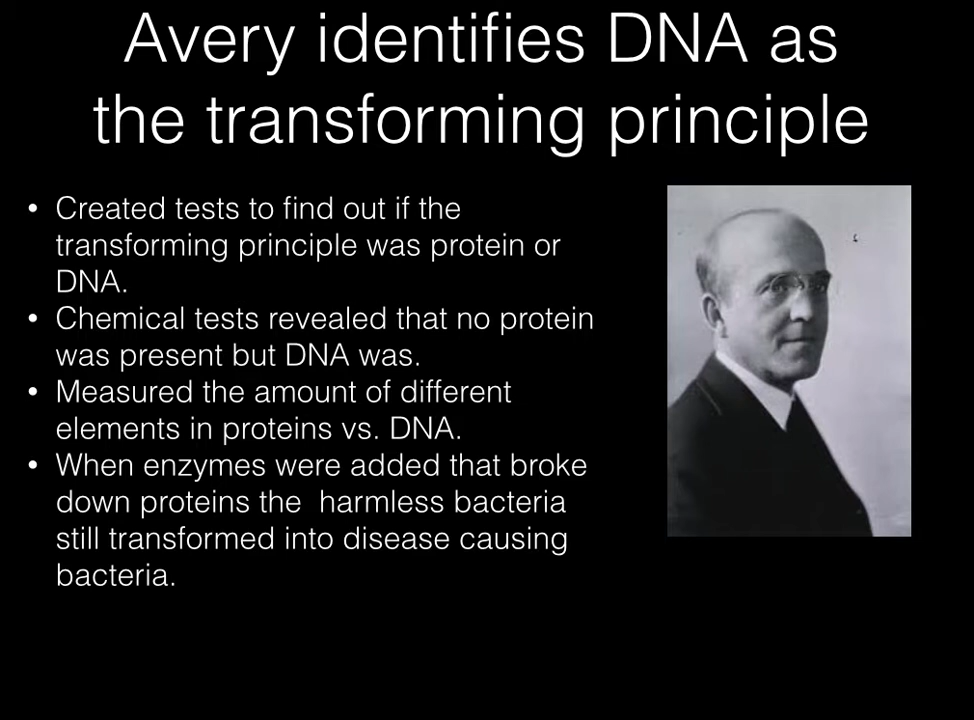 Avery identifies DNA as
the transforming principle
• Created tests to find out if the
transforming principle was protein or
DNA.
• Chemical tests revealed that no protein
was present but DNA was.
• Measured the amount of different
elements in proteins vs. DNA.
• When enzymes were added that broke
down proteins the  harmless bacteria
still transformed into disease causing
bacteria.